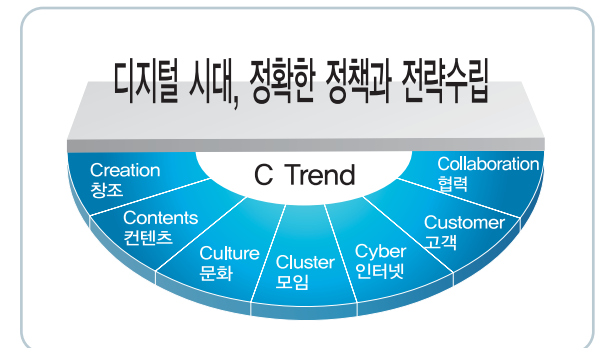 디지털 시대, 정확한 정책과 전략수립
C Trend
Creation
창조
Contents
컨텐츠
Culture
문화
Cluster
모임
Cyber
인터넷
Customer
고객
Collaboration
협력